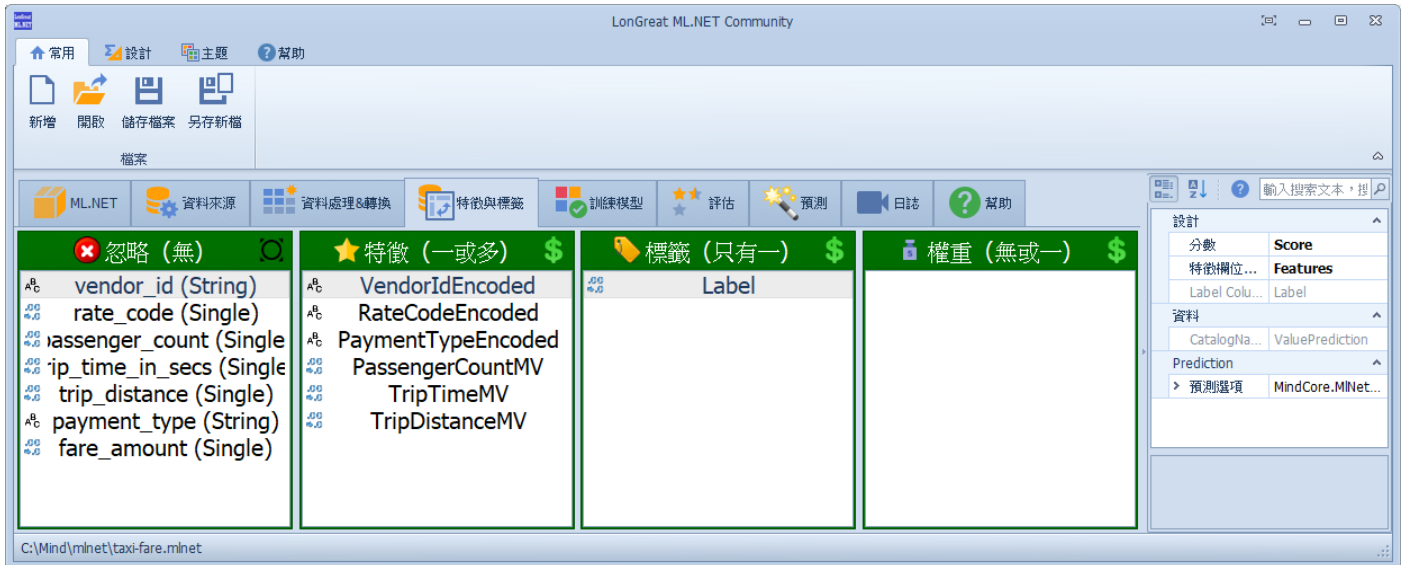 LonGreat ML.NET Community
常用 設計 主題 幫助
新增 開啟 儲存檔案 另存新檔
檔案
ML.NET 資料來源 資料處理&轉換 特徵與標籤 訓練模型 評估 預測 日誌 幫助
忽略 (無)
vendor_id (String)
rate_code (Single)
passenger_count (Single
rip_time_in_secs (Single
trip_distance (Single)
payment_type (String)
fare_amount (Single)
特徵 (一或多)
VendorIdEncoded
RateCodeEncoded
PaymentTypeEncoded
PassengerCountMV
TripTimeMV
TripDistanceMV
標籤 (只有一)
Label
權重 (無或一)
輸入搜索文本，搜
設計
分數 Score
特徵欄位... Features
Label Colu... Label
資料
CatalogNa... ValuePrediction
Prediction
預測選項 MindCore.MlNet...
C:\Mind\mlnet\taxi-fare.mlnet